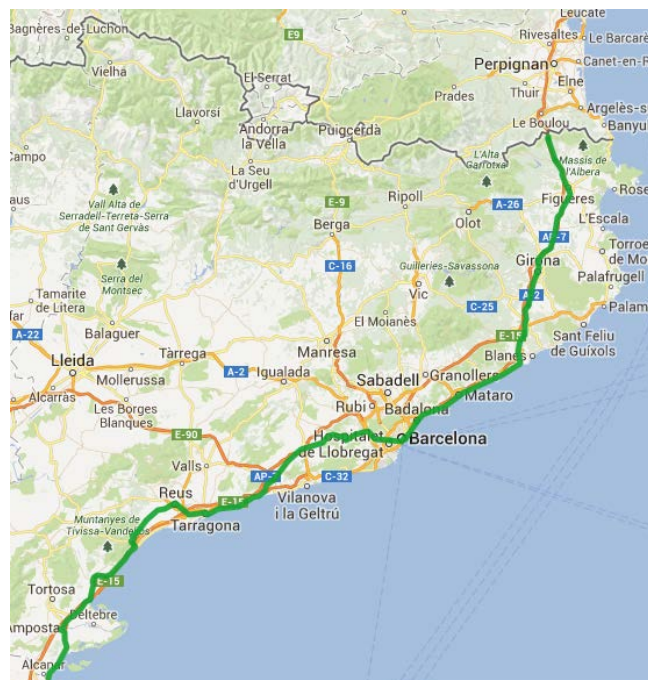 Leucate
Bagnères-de-Luchon
E9
Rivesaltes
Le Barcarè
Perpignan
Canet-en-R
Vielha
El Serrat
Thuir
Elne
Prades
Argelès-s
Llavorsí
Le Boulou
Banyu
Andorra
la Vella
Puigcerdà
Campo
L'Alta
Garrotxa
Massis de
l'Albera
La Seu
d'Urgell
Vall Alta de
Serradell-Terreta-Serra
de Sant Gervàs
E-9
Ripoll
A-26
Figueres
Rose
aus
Olot
L'Escala
Berga
AP-7
Torroe
de Mo
Serra del
Montsec
C-16
Guilleries-Savassona
Girona
Palafrugell
Tamarite
de Litera
Vic
C-25
A-2
Palam
far
A-22
Balaguer
El Moianès
E-15
Sant Feliu
de Guíxols
Lleida
Tàrrega
Manresa
Blanes
Mollerussa
A-2
Igualada
Sabadell
Granollers
Alcarràs
Rubí
Badalona
Mataro
Les Borges
Blanques
E-90
Hospitalet
de Llobregat
Barcelona
Valls
AP-7
C-32
Reus
E-15
Vilanova
i la Geltrú
Tarragona
Muntanyes de
Tivissa-Vandellòs
E-15
Tortosa
Deltebre
Amposta
Alcanar